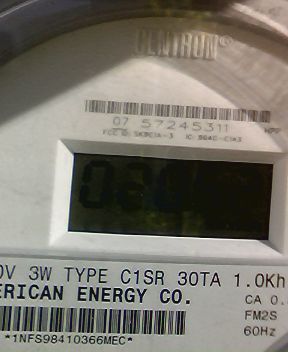 CENTRON®
07 57245311
0V 3W TYPE C1SR 30TA 1.0Kh
ERICAN ENERGY CO.
CA 0.
FM2S
60Hz
*1NFS98410366MEC*